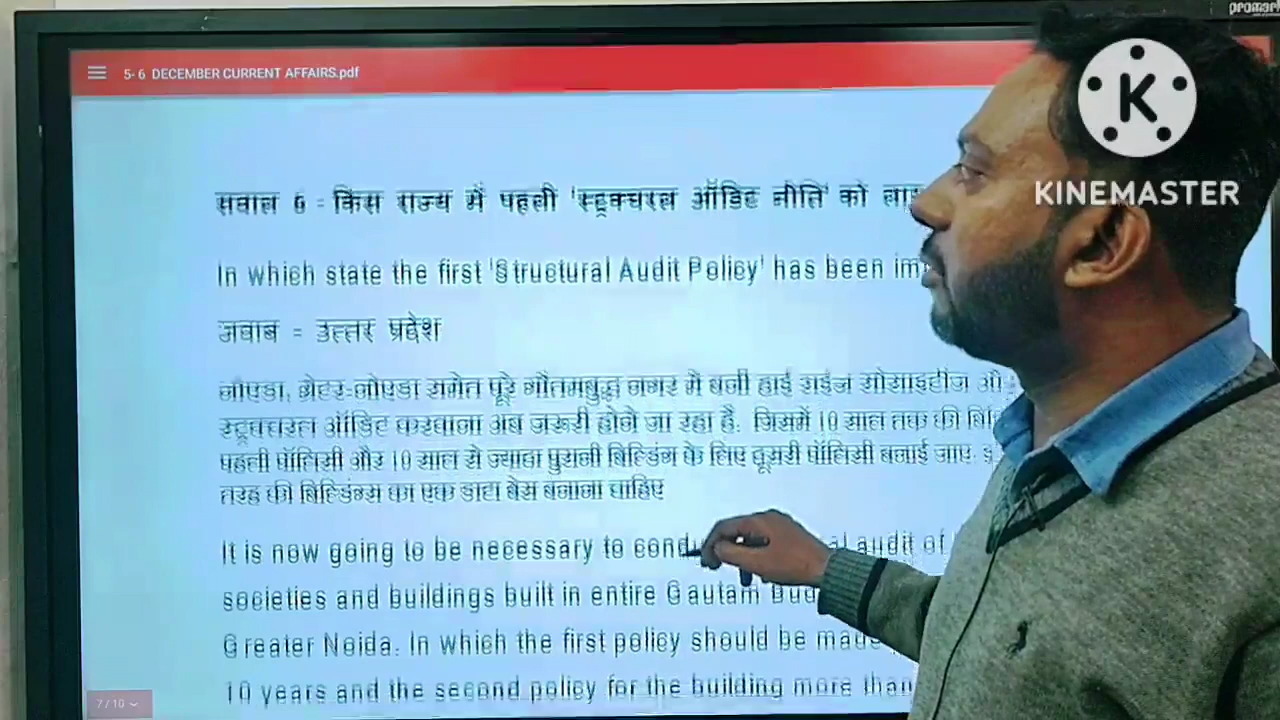 promark
5- 6 DECEMBER CURRENT AFFAIRS.pdf
K
KINEMASTER
सवाल 6 = किस राज्य में पहली 'स्ट्रक्चरल ऑडिट नीति' को
In which state the first 'Structural Audit Policy' has been
जवाब = उत्तर प्रदेश
नोएडा, ग्रेटर-नोएडा समेत पूरे गौतमबुद्ध नगर में बनी हाई राईज सोसाइटीज
स्ट्रक्चरल ऑडिट करवाना अब जरूरी होने जा रहा है. जिसमें 10 साल तक की
पहली पॉलिसी और 10 साल से ज्यादा पुरानी बिल्डिंग के लिए दूसरी पॉलिसी बनाई जाए.
तरह की बिल्डिंग्स का एक डाटा बेस बनाना चाहिए
It is now going to be necessary to audit of
societies and buildings built in entire Gautam
Greater Noida. In which the first policy should be made
10 years and the second policy for the building more than
7 / 10